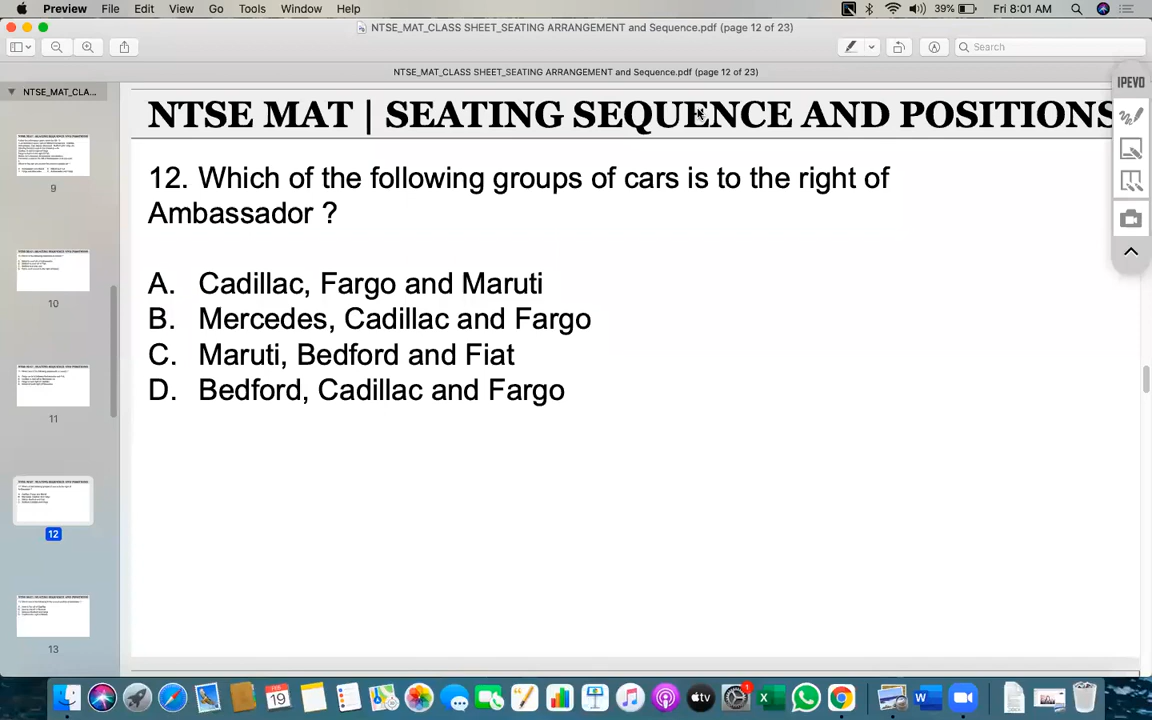 Preview File Edit View Go Tools Window Help 39% Fri 8:01 AM
NTSE_MAT_CLASS SHEET_SEATING ARRANGEMENT and Sequence.pdf (page 12 of 23)
Search
NTSE_MAT_CLASS SHEET_SEATING ARRANGEMENT and Sequence.pdf (page 12 of 23)
NTSE_MAT_CLA...
IPEVO
NTSE MAT | SEATING SEQUENCE AND POSITIONS
12. Which of the following groups of cars is to the right of
Ambassador ?
A. Cadillac, Fargo and Maruti
B. Mercedes, Cadillac and Fargo
C. Maruti, Bedford and Fiat
D. Bedford, Cadillac and Fargo
9
10
11
12
13
FEB
19
1
tv
X
W